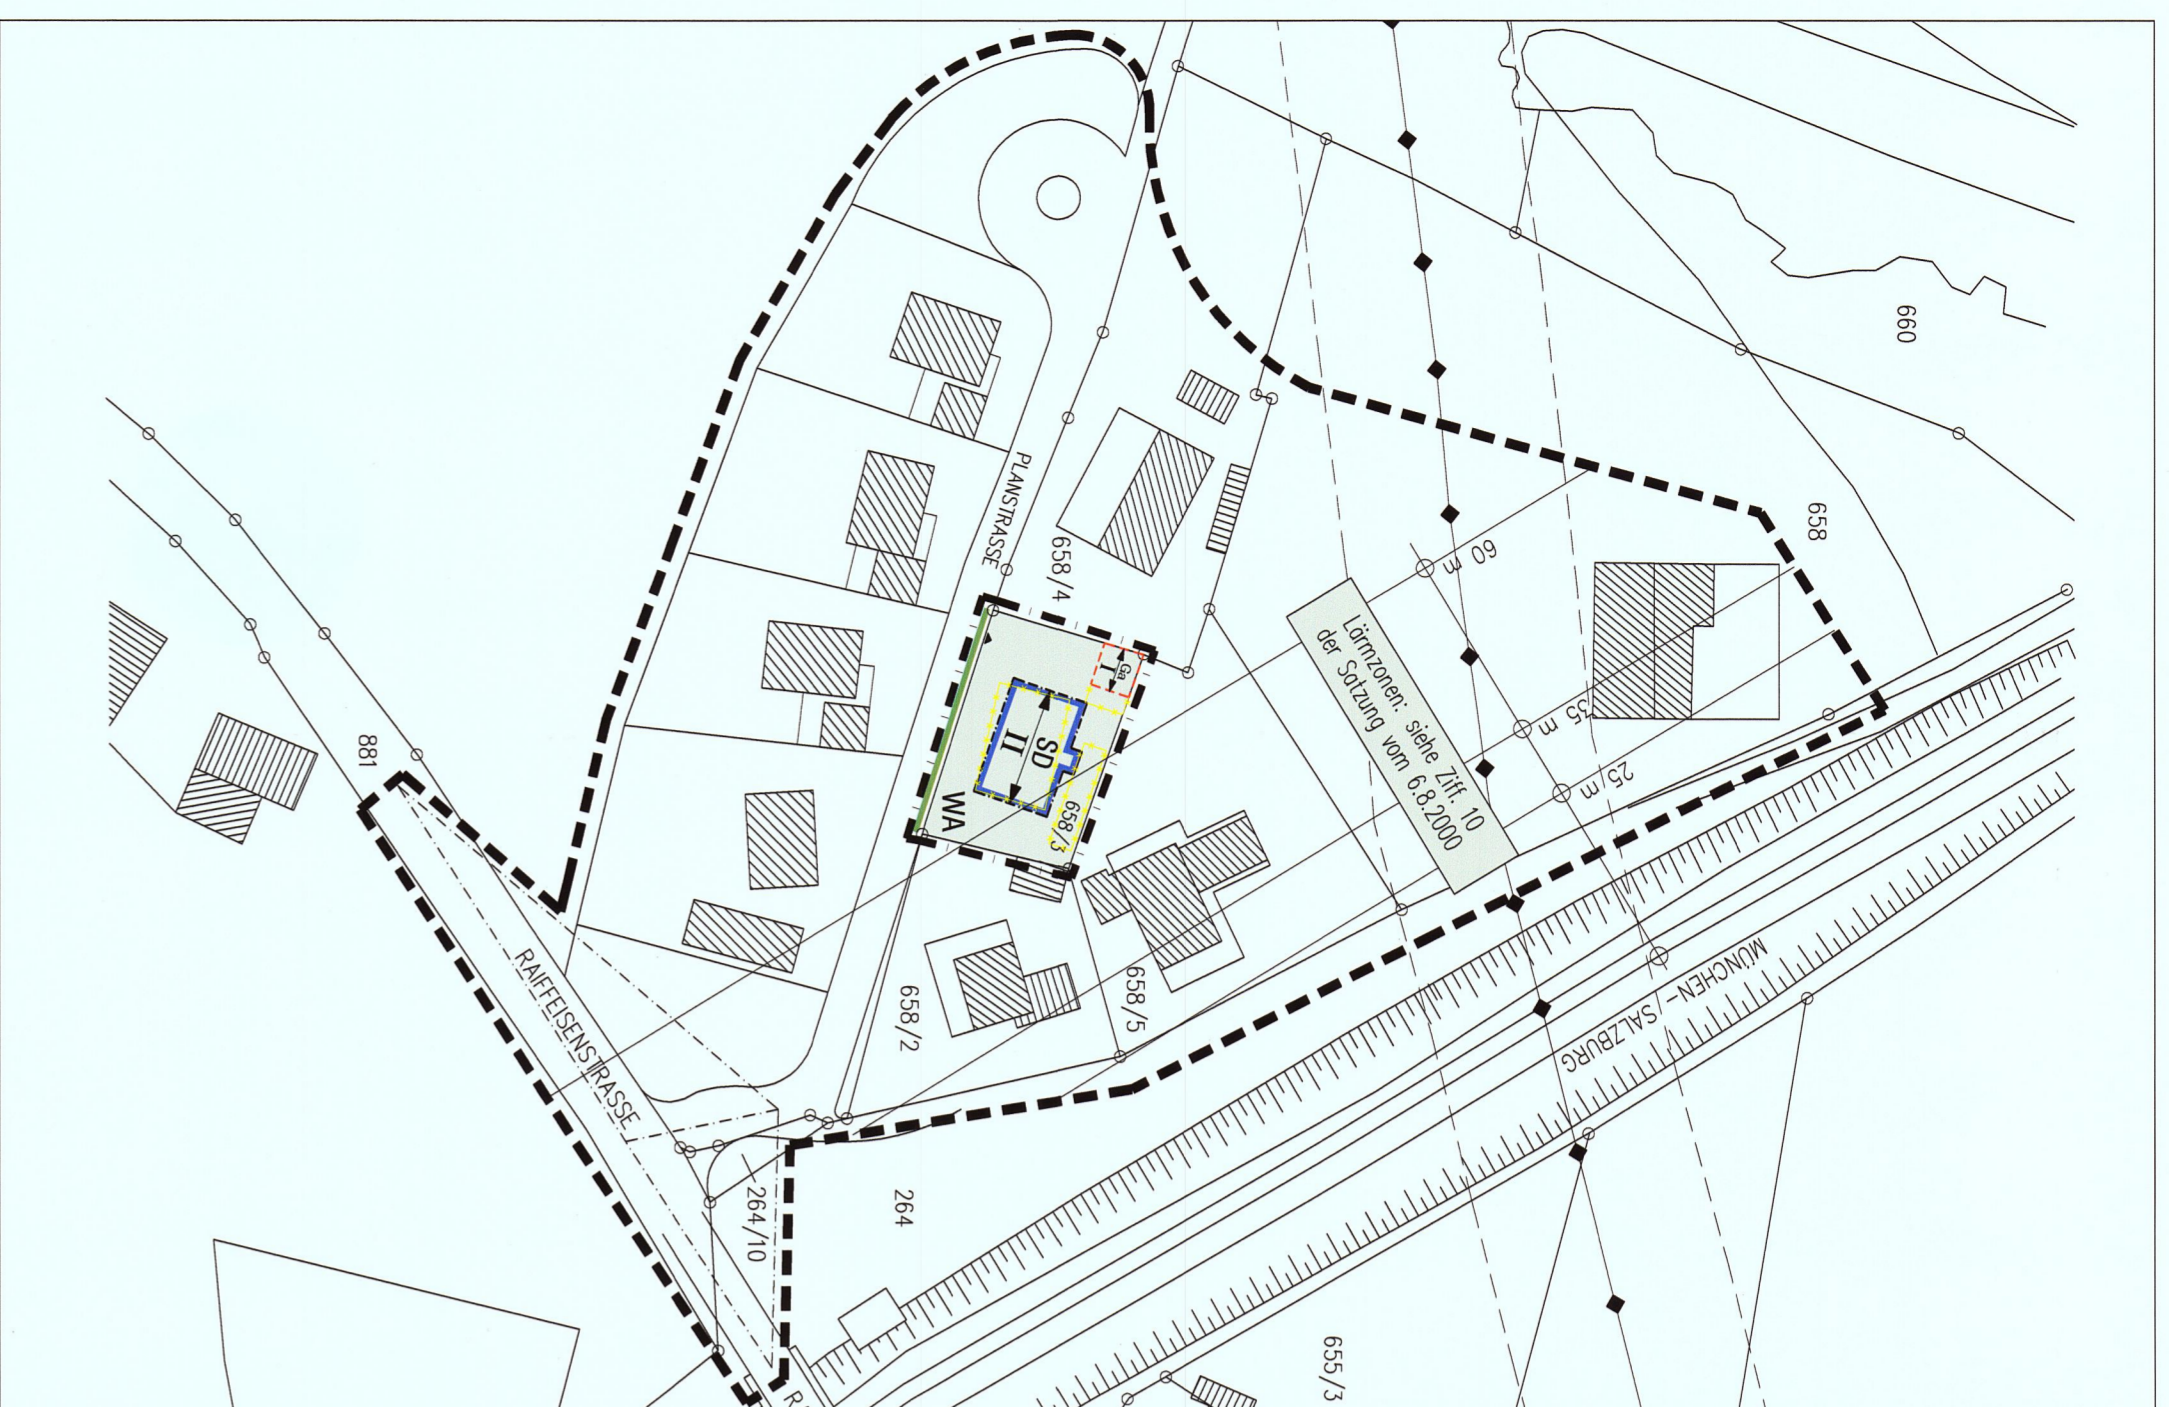 660
658
PLANSTRASSE
658/4
60 m
35 m
25 m
Lärmzonen: siehe Ziff. 10
der Satzung vom 6.8.2000
Ga
I
SD
II
WA
658/3
881
RAIFFEISENSTRASSE
658/2
658/5
MÜNCHEN – SALZBURG
264/10
264
655/3